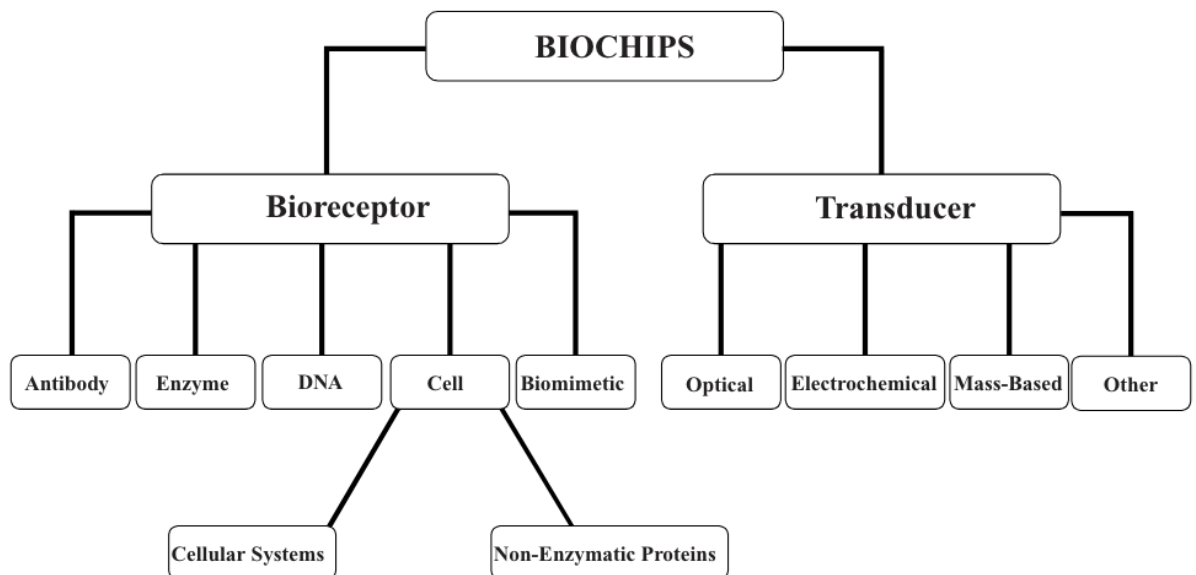 BIOCHIPS
Bioreceptor
Transducer
Antibody
Enzyme
DNA
Cell
Biomimetic
Optical
Electrochemical
Mass-Based
Other
Cellular Systems
Non-Enzymatic Proteins